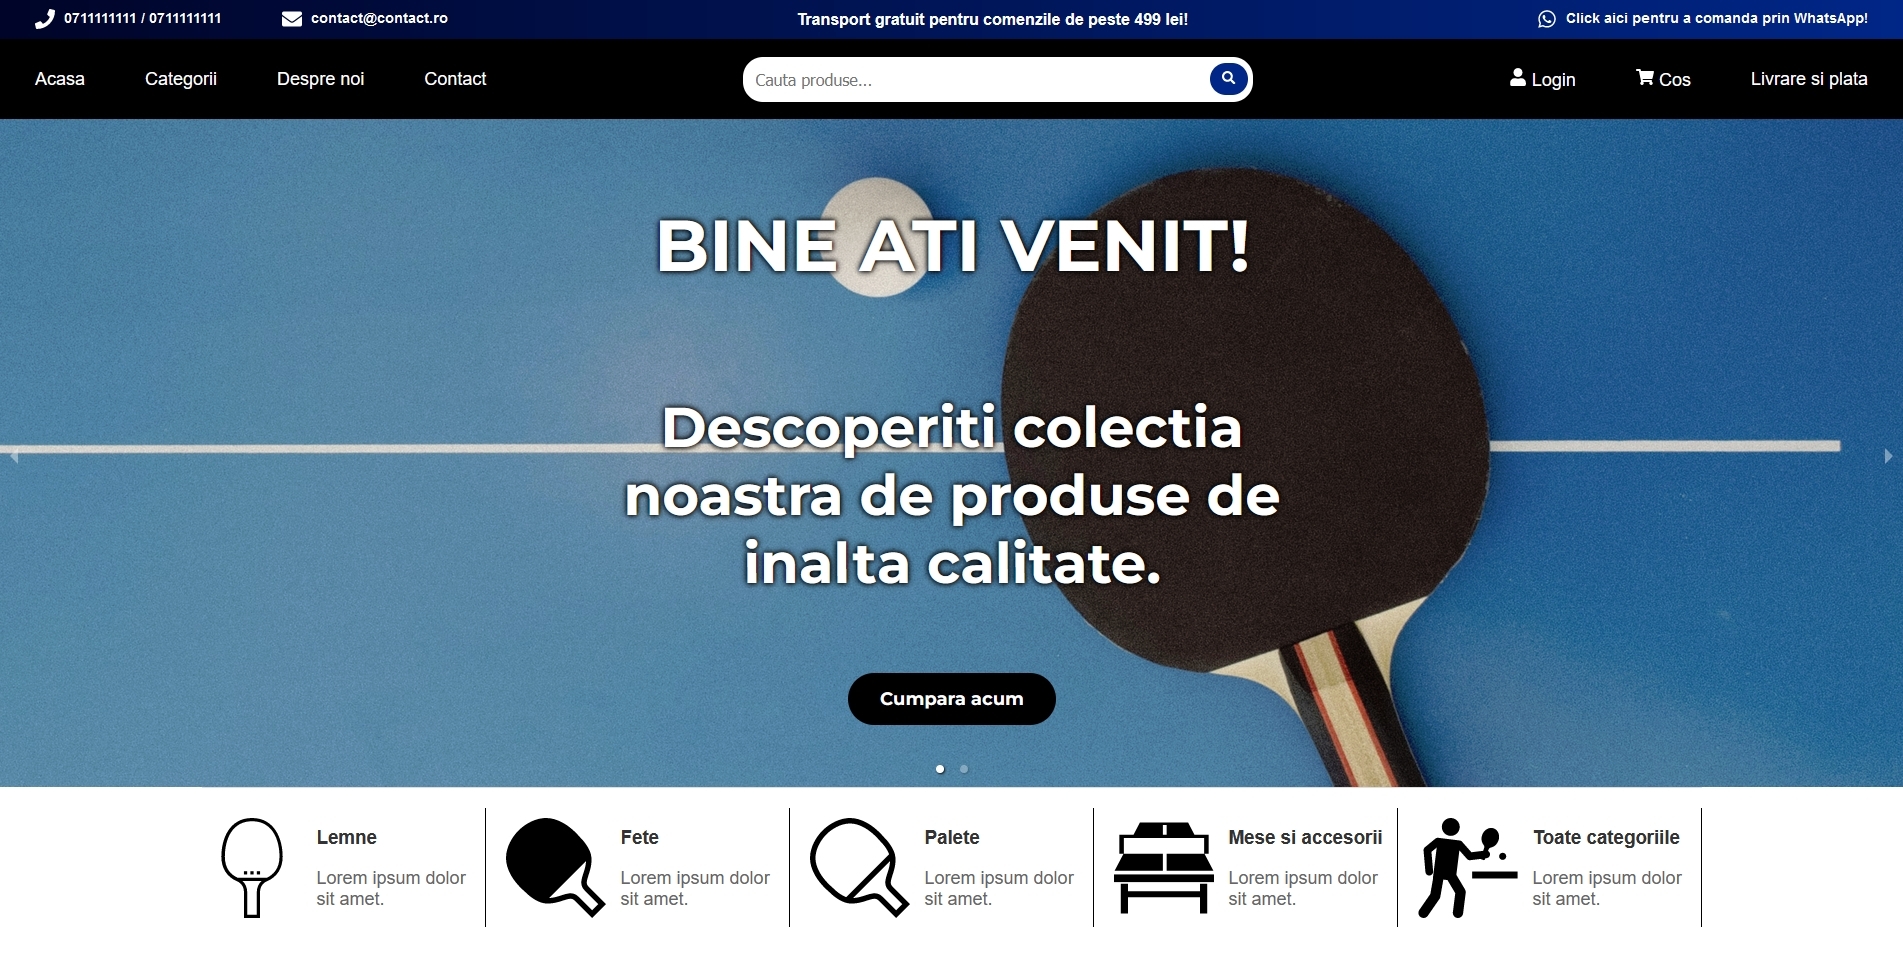 0711111111 / 0711111111
contact@contact.ro
Transport gratuit pentru comenzile de peste 499 lei!
Click aici pentru a comanda prin WhatsApp!
Acasa
Categorii
Despre noi
Contact
Cauta produse...
Login
Cos
Livrare si plata
BINE ATI VENIT!
Descoperiti colectia
noastra de produse de
inalta calitate.
Cumpara acum
Lemne
Lorem ipsum dolor
sit amet.
Fete
Lorem ipsum dolor
sit amet.
Palete
Lorem ipsum dolor
sit amet.
Mese si accesorii
Lorem ipsum dolor
sit amet.
Toate categoriile
Lorem ipsum dolor
sit amet.